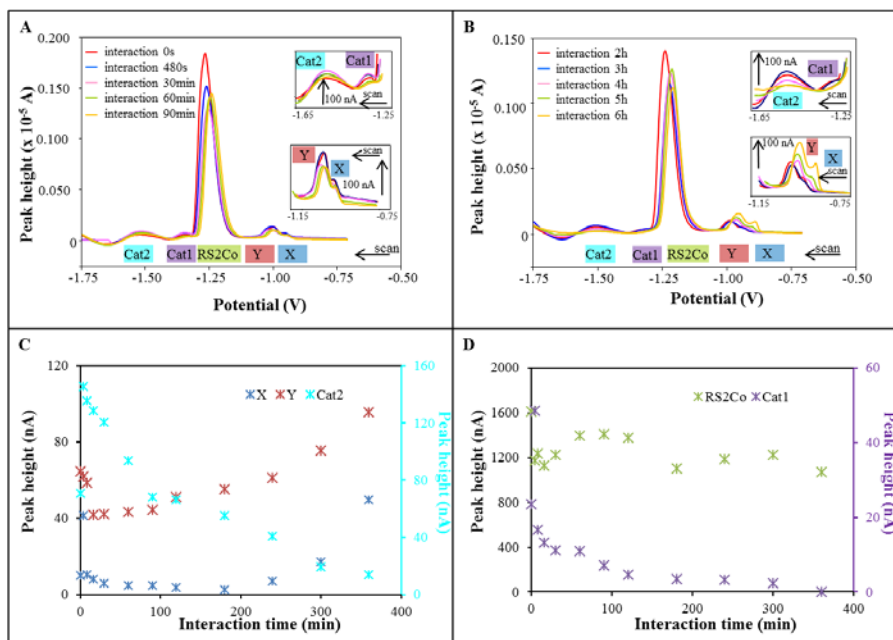 A
Peak height (x 10-5 A)
0.200
0.150
0.100
0.050
0.000
interaction 0s
interaction 480s
interaction 30min
interaction 60min
interaction 90min
Cat2
Cat1
100 nA
scan
-1.65
-1.25
Y
X
scan
100 nA
-1.15
-0.75
Cat2
Cat1
RS2Co
Y
X
scan
-1.75
-1.50
-1.25
-1.00
-0.75
-0.50
Potential (V)
B
Peak height (x 10-5 A)
0.150
0.100
0.050
0.000
interaction 2h
interaction 3h
interaction 4h
interaction 5h
interaction 6h
100 nA
Cat1
Cat2
scan
-1.65
-1.25
100 nA
Y
X
scan
-1.15
-0.75
Cat2
Cat1
RS2Co
Y
X
scan
-1.75
-1.50
-1.25
-1.00
-0.75
-0.50
Potential (V)
C
Peak height (nA)
120
80
40
0
X
Y
Cat2
160
120
80
40
0
Peak height (nA)
0
100
200
300
400
Interaction time (min)
D
Peak height (nA)
2000
1600
1200
800
400
0
RS2Co
Cat1
60
40
20
0
Peak height (nA)
0
100
200
300
400
Interaction time (min)